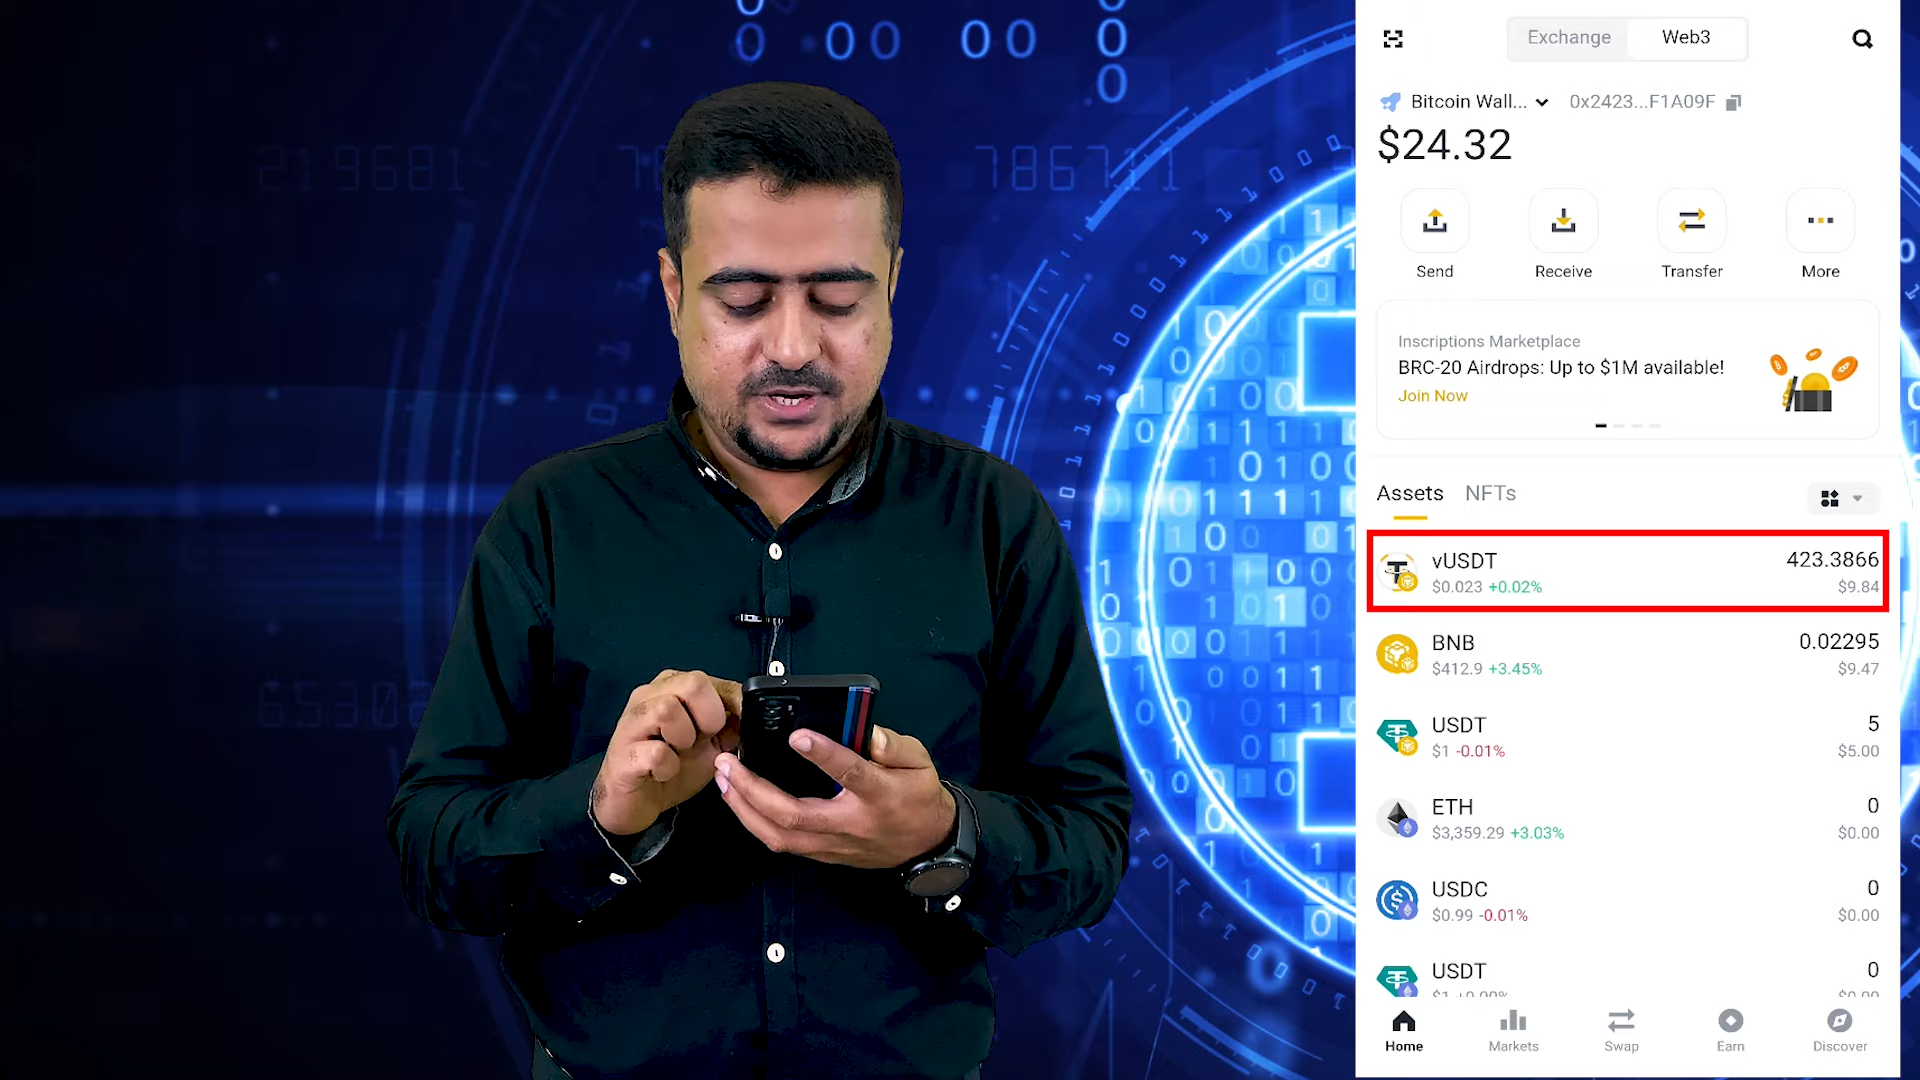 Exchange Web3
Bitcoin Wall... 0x2423...F1A09F
$24.32
Send Receive Transfer More
Inscriptions Marketplace
BRC-20 Airdrops: Up to $1M available!
Join Now
Assets NFTs
vUSDT 423.3866
$0.023 +0.02% $9.84
BNB 0.02295
$412.9 +3.45% $9.47
USDT 5
$1 -0.01% $5.00
ETH 0
$3,359.29 +3.03% $0.00
USDC 0
$0.99 -0.01% $0.00
USDT 0
Home Markets Swap Earn Discover
219681
786711